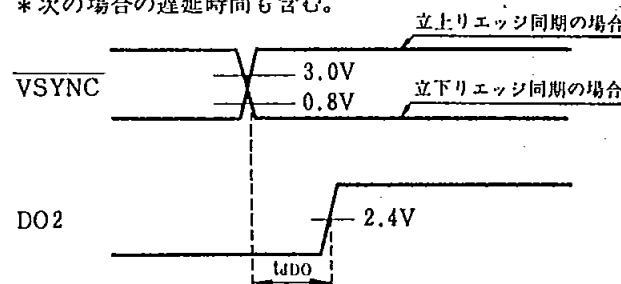 *次の場合の遅延時間も含む。
立上リエッジ同期の場合
VSYNC
3.0V
0.8V
立下リエッジ同期の場合
DO2
2.4V
tdDO